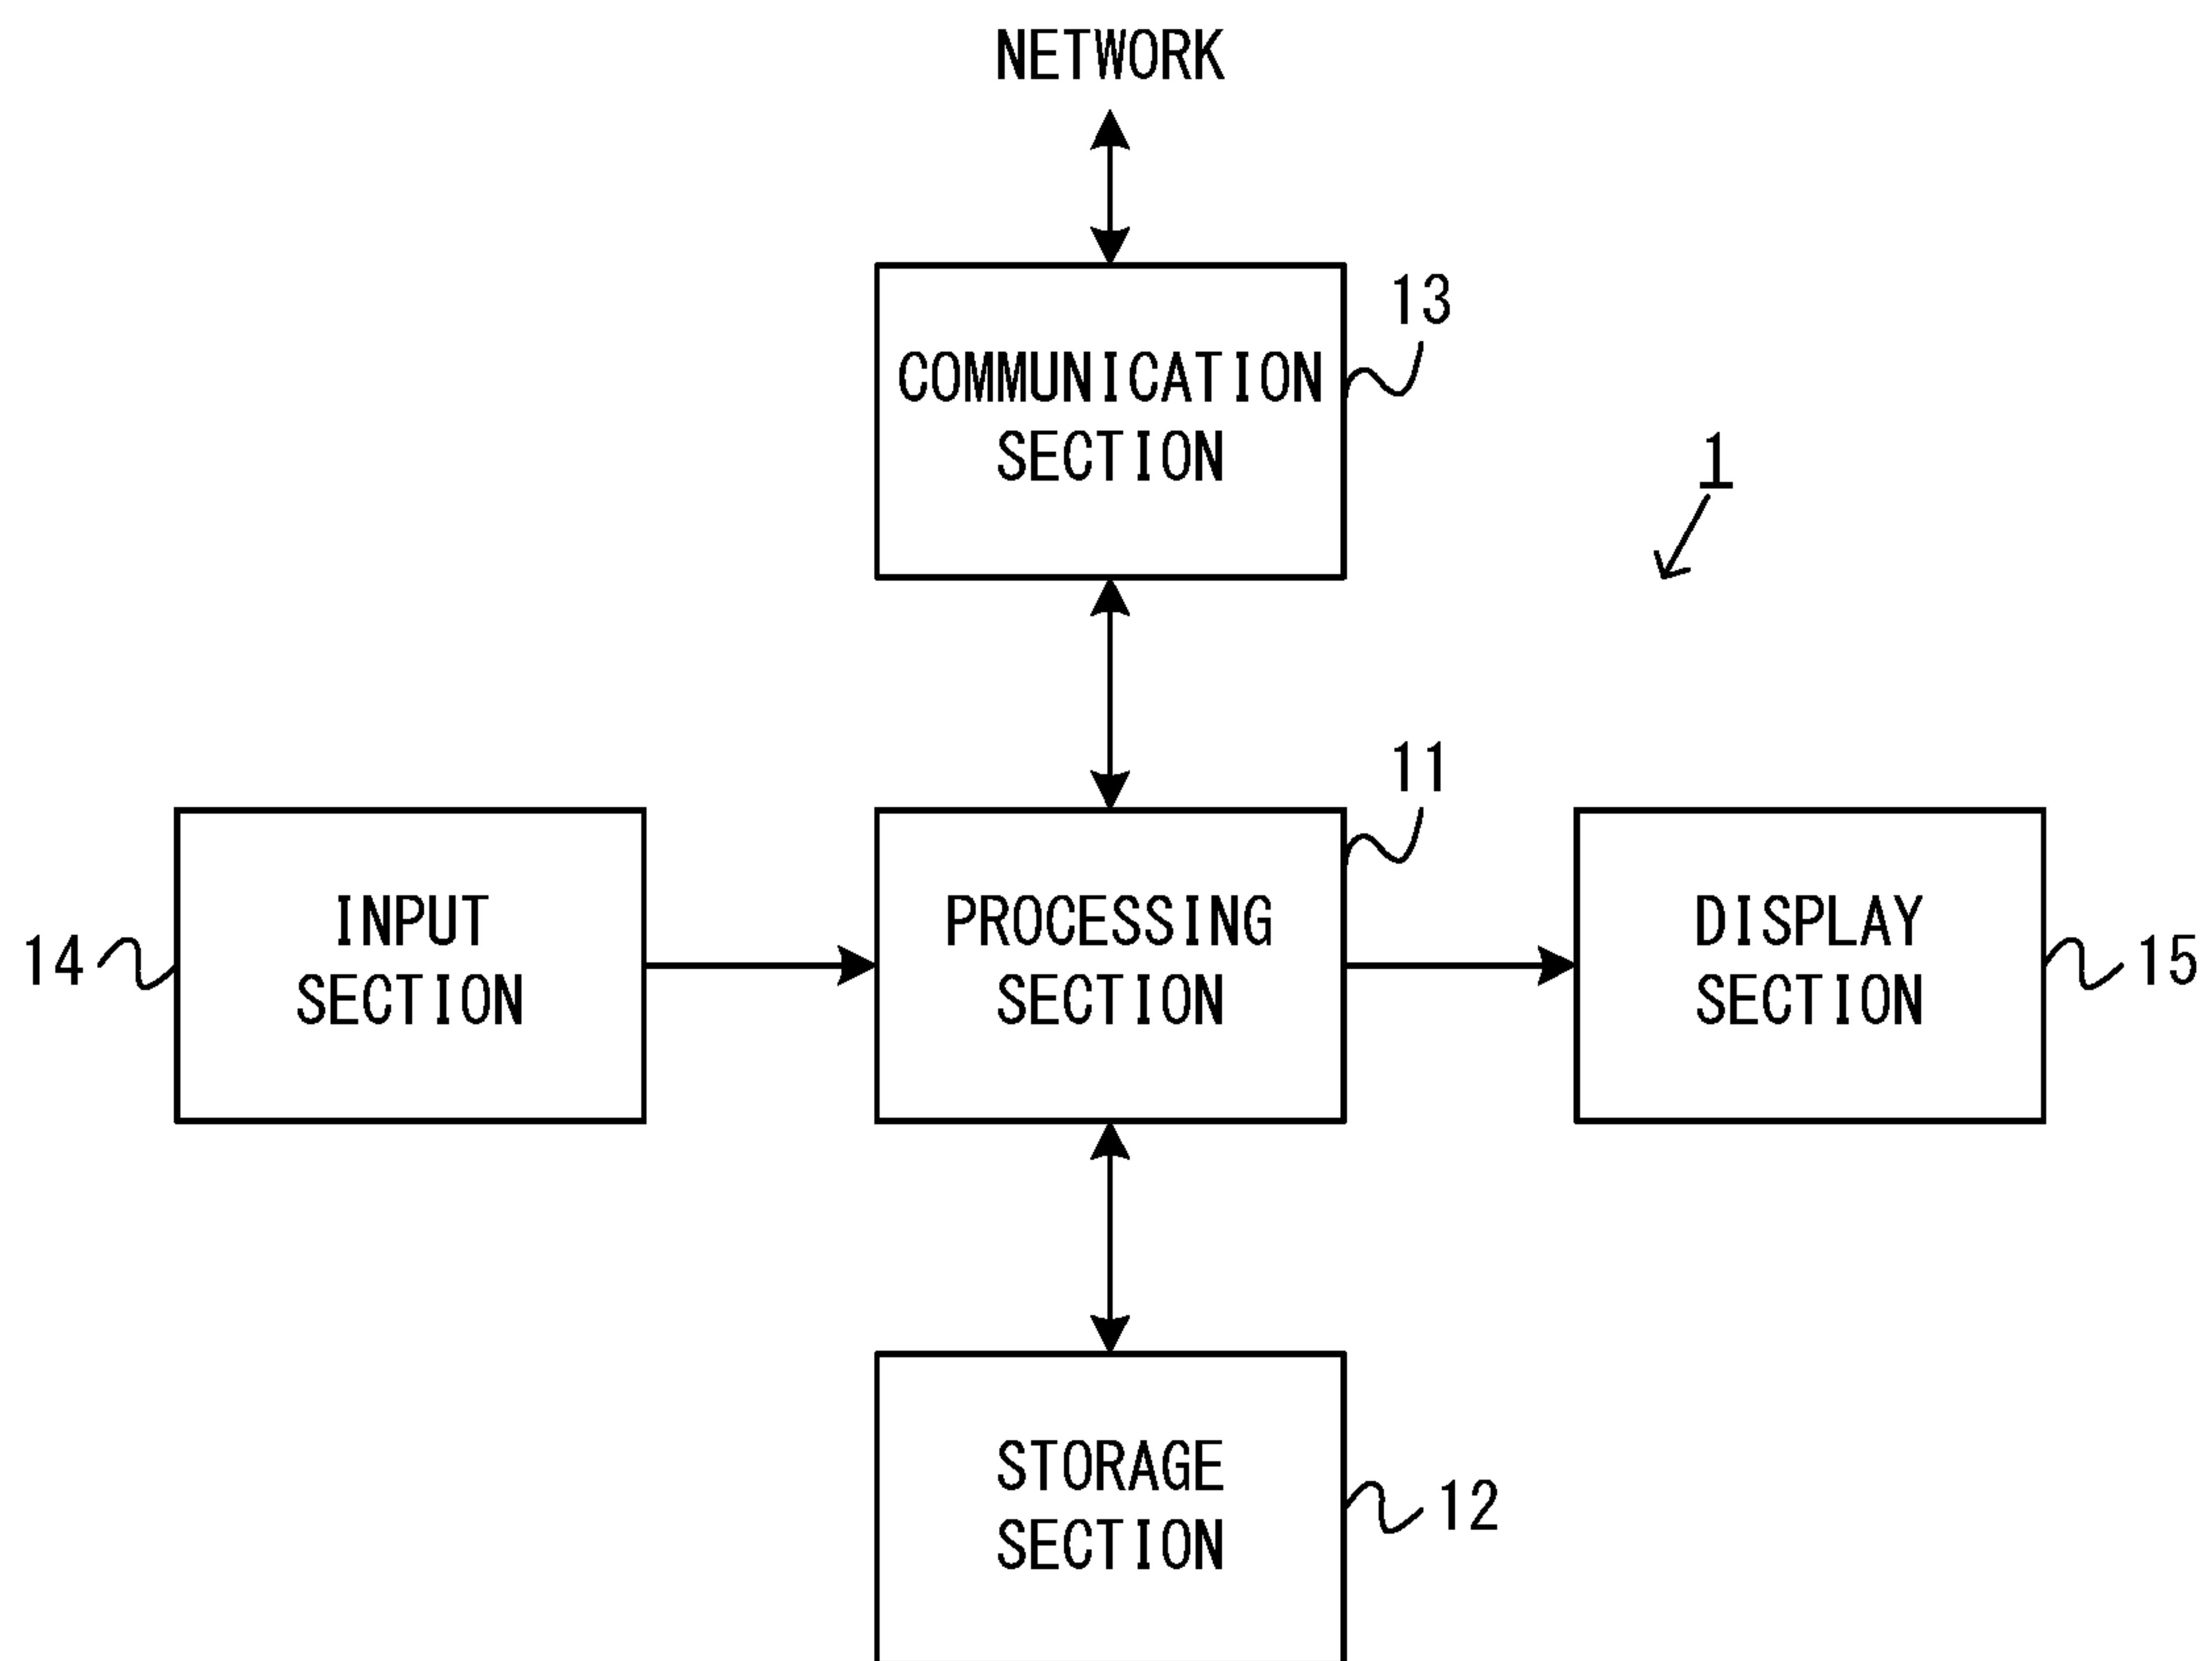 NETWORK
13
COMMUNICATION
SECTION
1
11
INPUT
SECTION
14
PROCESSING
SECTION
DISPLAY
SECTION
15
STORAGE
SECTION
12